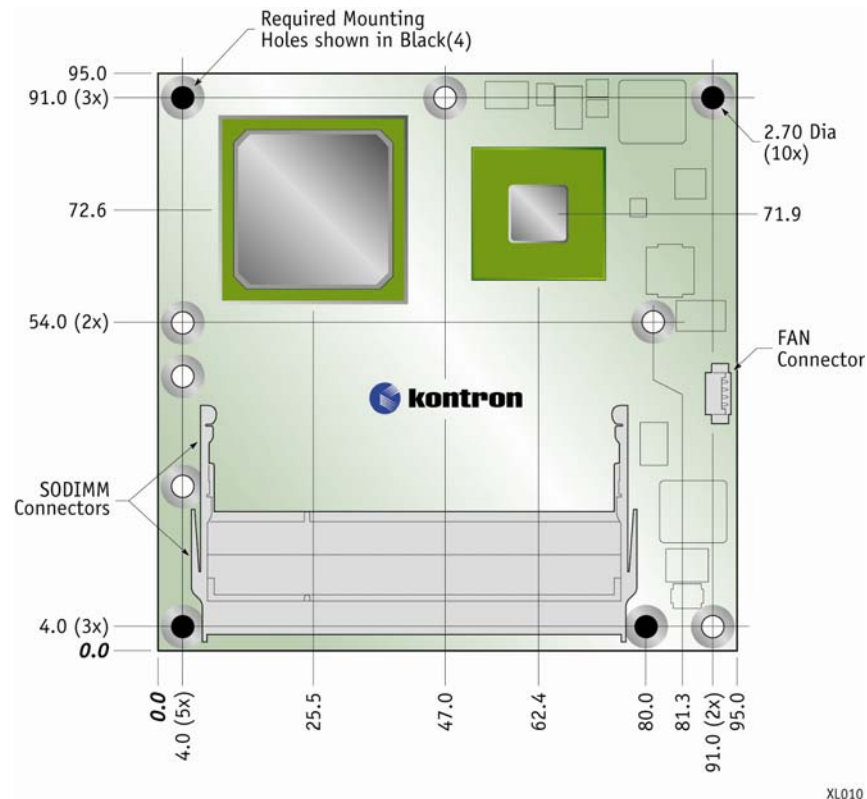 Required Mounting
Holes shown in Black(4)
95.0
91.0 (3x)
2.70 Dia
(10x)
72.6
71.9
54.0 (2x)
FAN
Connector
kontron
SODIMM
Connectors
4.0 (3x)
0.0
0.0
4.0 (5x)
25.5
47.0
62.4
80.0
81.3
91.0 (2x)
95.0
XL010